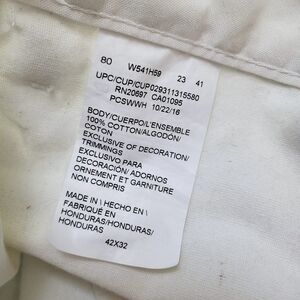 80 W541H59 23 41
UPC/CUP/CUP029311315580
RN20697 CA01095
PCSWWH 10/22/16
BODY/CUERPO/L'ENSEMBLE
100% COTTON/ALGODÓN/
COTON
EXCLUSIVE OF DECORATION/
TRIMMINGS
EXCLUSIVO PARA
DECORACIÓN/ ADORNOS
ORNEMENT ET GARNITURE
NON COMPRIS
MADE IN \ HECHO EN \
FABRIQUÉ EN
HONDURAS/HONDURAS/
HONDURAS
42X32